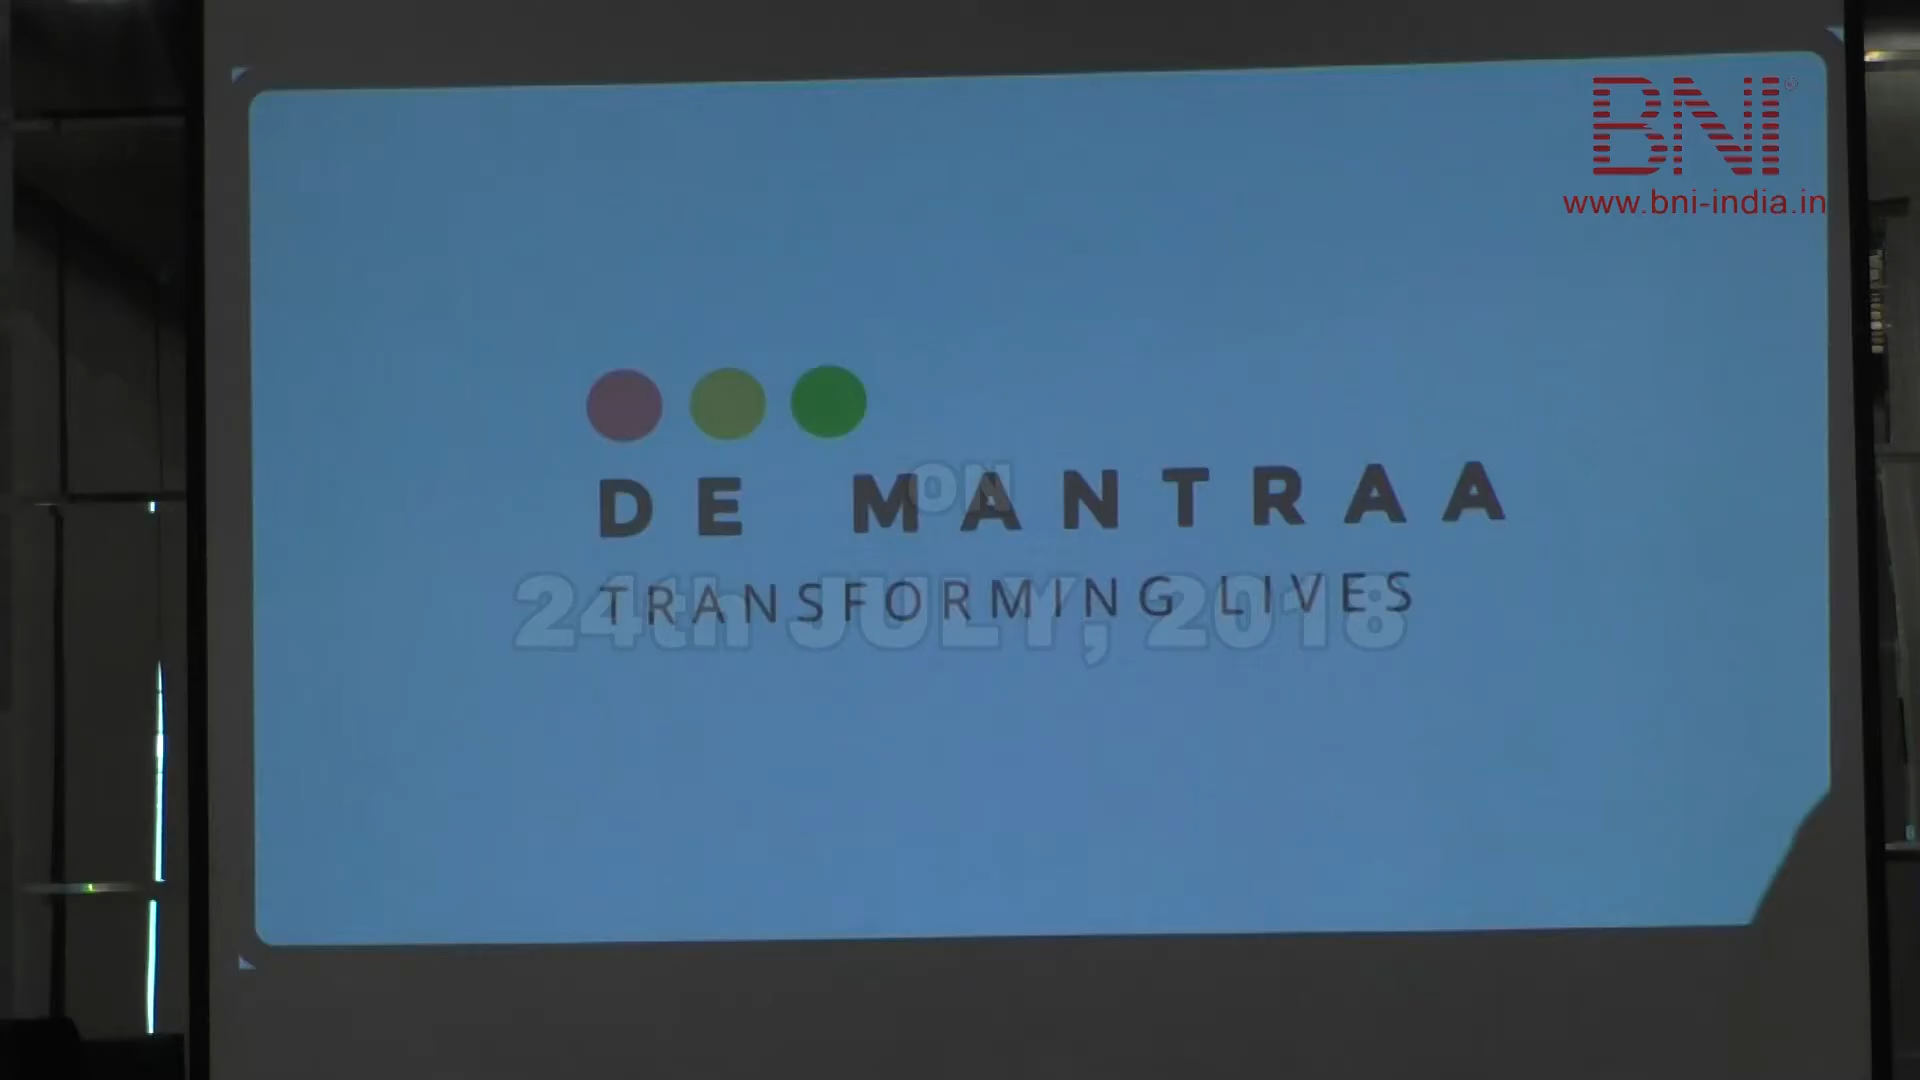 BNI®
www.bni-india.in
DE MANTRAA
ON
TRANSFORMING LIVES
24th JULY, 2018